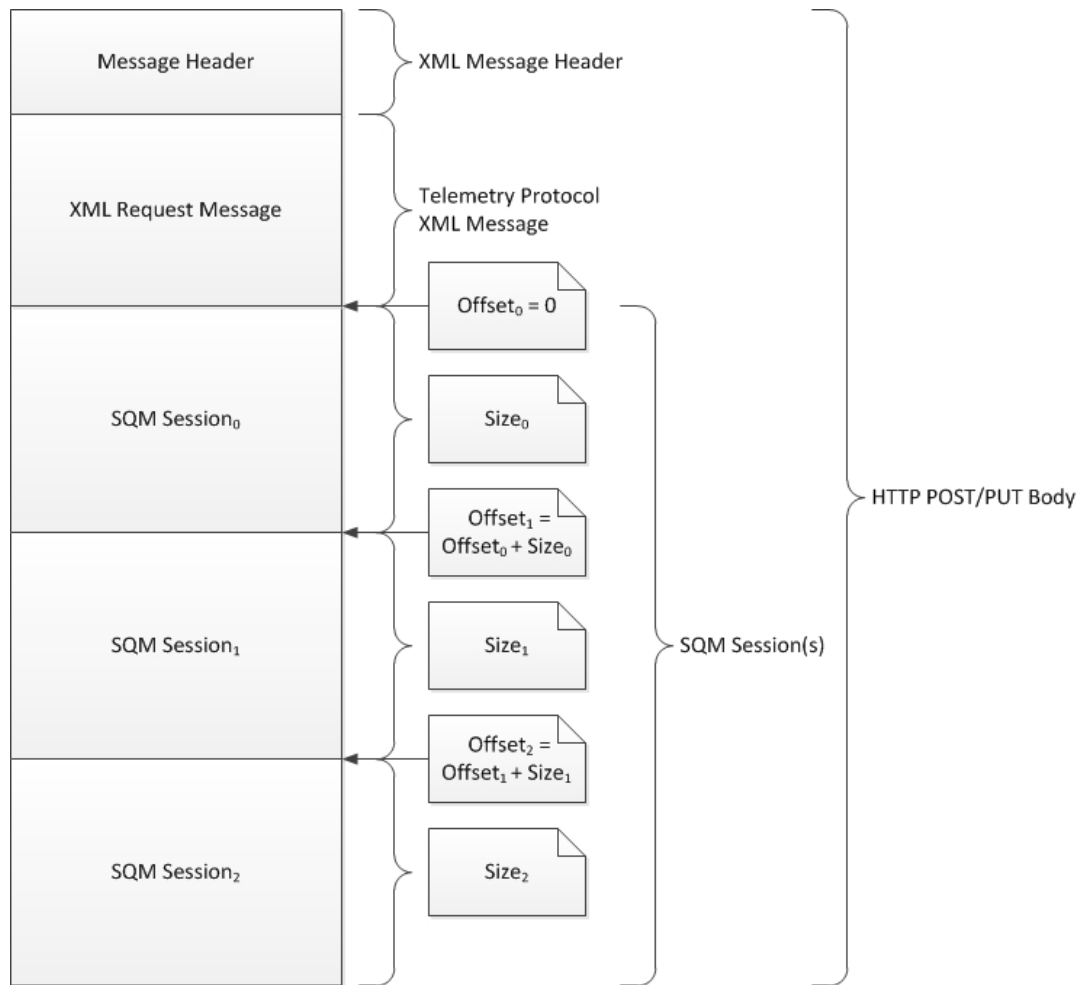 Message Header
XML Message Header
XML Request Message
Telemetry Protocol
XML Message
Offset₀ = 0
SQM Session₀
Size₀
Offset₁ =
Offset₀ + Size₀
HTTP POST/PUT Body
SQM Session₁
Size₁
SQM Session(s)
Offset₂ =
Offset₁ + Size₁
SQM Session₂
Size₂